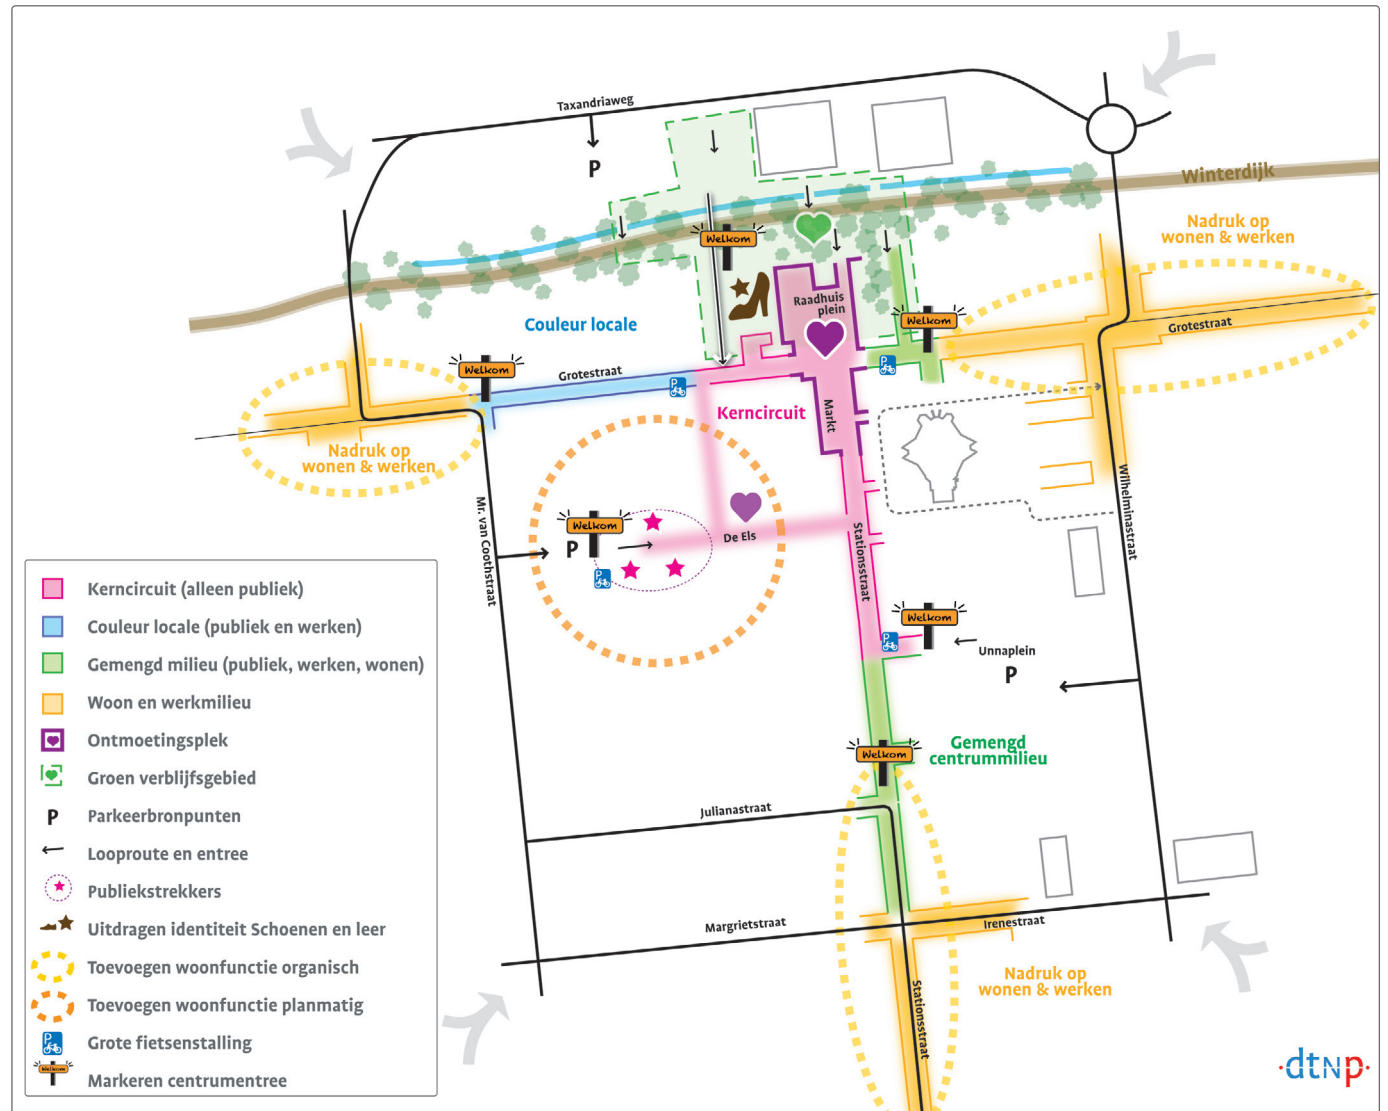 Taxandriaweg
P
Winterdijk
Nadruk op
wonen & werken
Welkom
Raadhuis
plein
Welkom
Couleur locale
Grotestraat
Welkom
Grotestraat
P
P
Kerncircuit
Markt
Nadruk op
wonen & werken
Mr. van Coothstraat
Wilhelminastraat
Welkom
P
P
De Els
Stationsstraat
Welkom
P
Unnaplein
P
Gemengd
centrummilieu
Welkom
Julianastraat
Margrietstraat
Irenestraat
Nadruk op
wonen & werken
Stationsstraat
Kerncircuit (alleen publiek)
Couleur locale (publiek en werken)
Gemengd milieu (publiek, werken, wonen)
Woon en werkmilieu
Ontmoetingsplek
Groen verblijfsgebied
P Parkeerbronpunten
Looproute en entree
Publiekstrekkers
Uitdragen identiteit Schoenen en leer
Toevoegen woonfunctie organisch
Toevoegen woonfunctie planmatig
P Grote fietsenstalling
Welkom Markeren centrumentree
·dtnp·